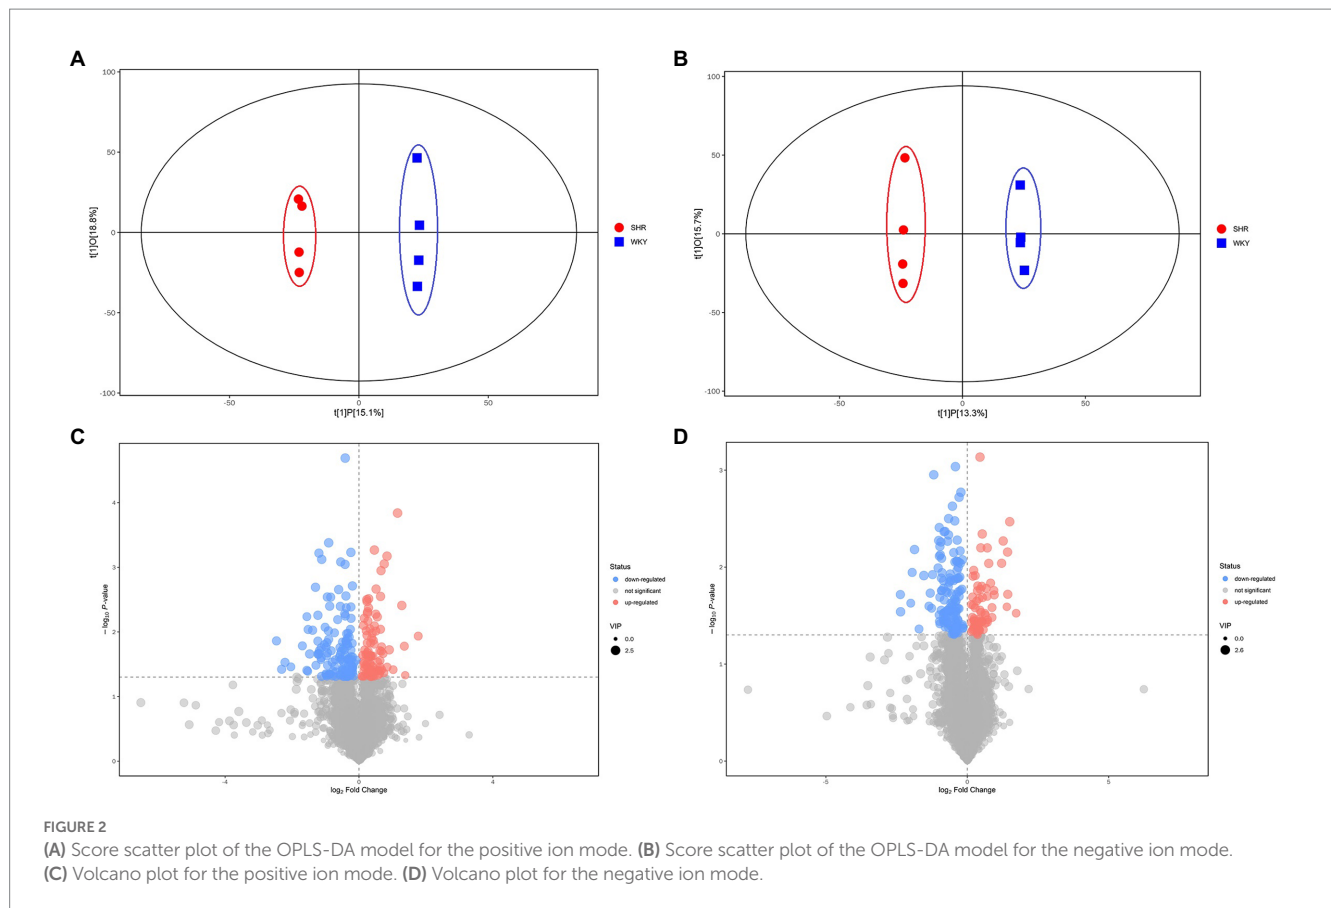 A
100
50
0
-50
-100
t[1]O[18.8%]
-50
0
50
t[1]P[15.1%]
SHR
WKY
B
100
50
0
-50
-100
t[1]O[15.7%]
-50
0
50
t[1]P[13.3%]
SHR
WKY
C
4
3
2
1
0
− log10 P-value
-4
0
4
log2 Fold Change
Status
down-regulated
not significant
up-regulated
VIP
0.0
2.5
D
3
2
1
0
− log10 P-value
-5
0
5
log2 Fold Change
Status
down-regulated
not significant
up-regulated
VIP
0.0
2.6
FIGURE 2
(A) Score scatter plot of the OPLS-DA model for the positive ion mode. (B) Score scatter plot of the OPLS-DA model for the negative ion mode.
(C) Volcano plot for the positive ion mode. (D) Volcano plot for the negative ion mode.